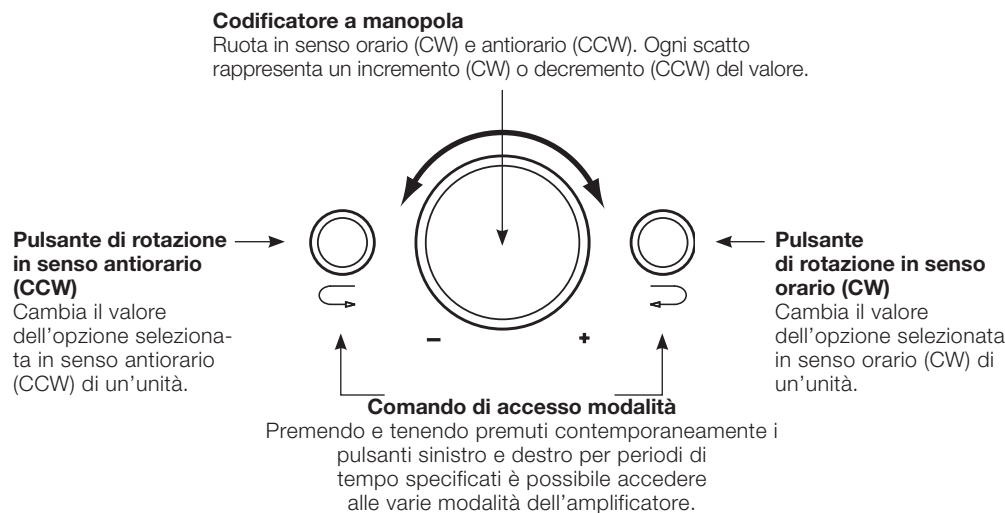 Codificatore a manopola
Ruota in senso orario (CW) e antiorario (CCW). Ogni scatto
rappresenta un incremento (CW) o decremento (CCW) del valore.
Pulsante di rotazione
in senso antiorario
(CCW)
Cambia il valore
dell'opzione seleziona-
ta in senso antiorario
(CCW) di un'unità.
– +
Pulsante
di rotazione in senso
orario (CW)
Cambia il valore
dell'opzione selezionata
in senso orario (CW) di
un'unità.
Comando di accesso modalità
Premendo e tenendo premuti contemporaneamente i
pulsanti sinistro e destro per periodi di
tempo specificati è possibile accedere
alle varie modalità dell'amplificatore.